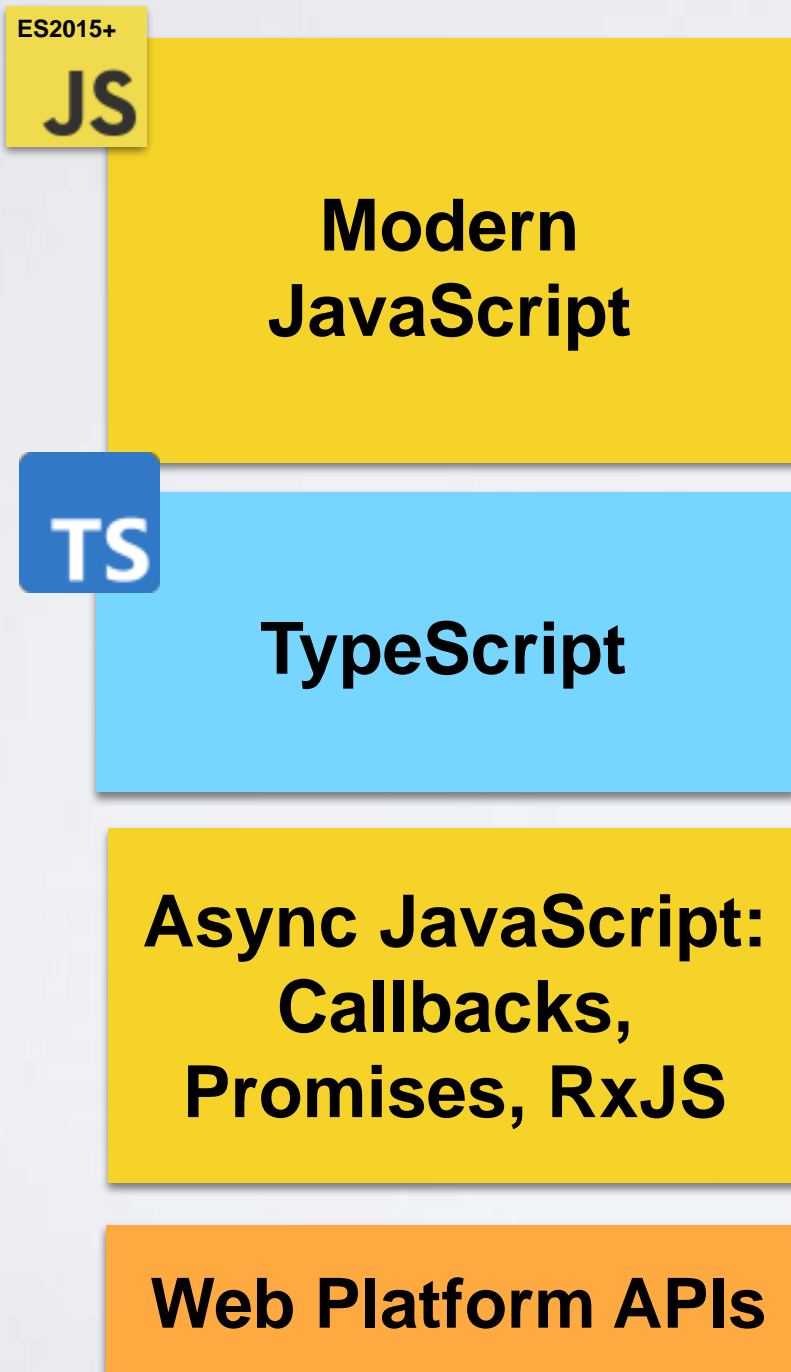 ES2015+
JS
Modern
JavaScript
TS
TypeScript
Async JavaScript:
Callbacks,
Promises, RxJS
Web Platform APIs